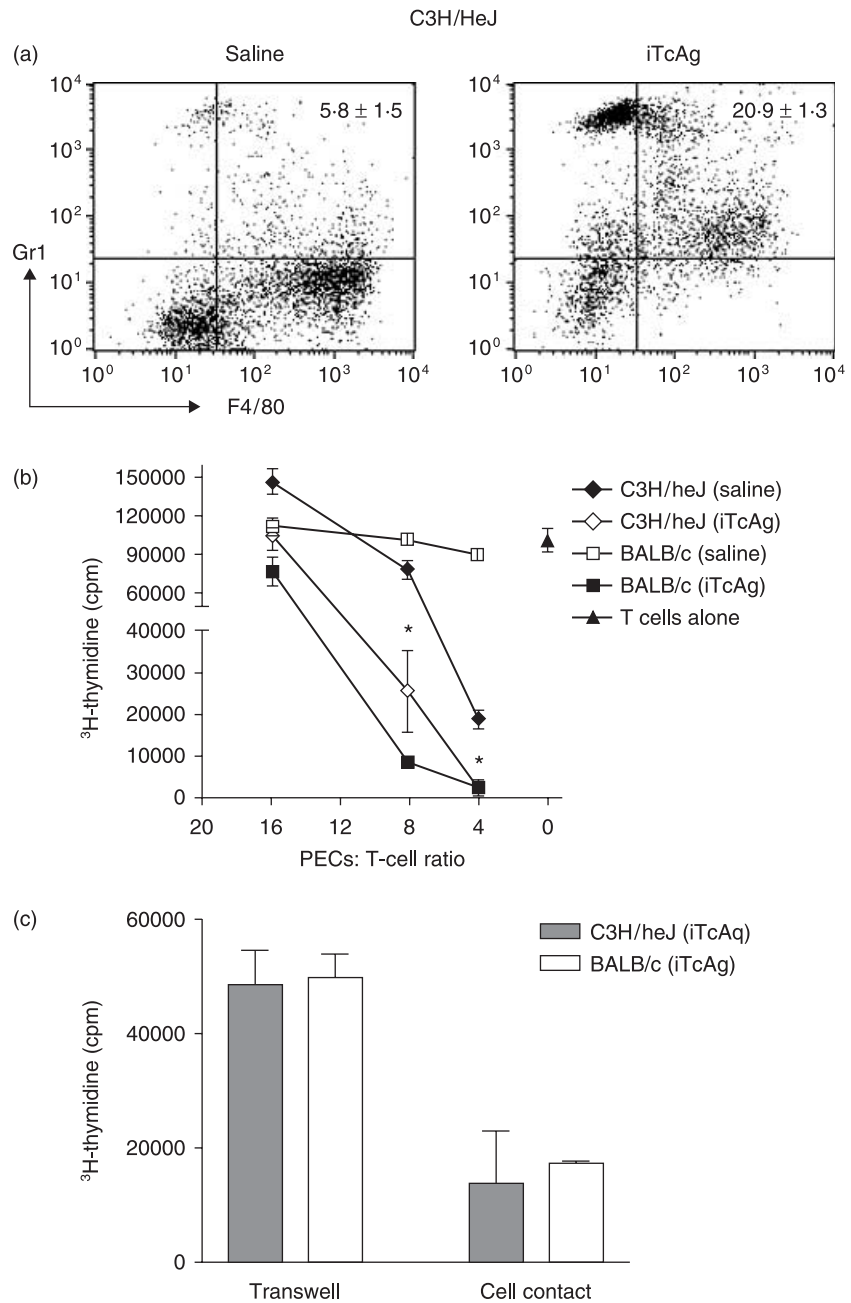 C3H/HeJ
(a)
Saline
iTcAg
10⁴
10³
10²
10¹
10⁰
5·8 ± 1·5
10⁰ 10¹ 10² 10³ 10⁴
10⁴
10³
10²
10¹
10⁰
20·9 ± 1·3
10⁰ 10¹ 10² 10³ 10⁴
Gr1
F4/80
(b)
150000
120000
90000
60000
40000
30000
20000
10000
0
³H-thymidine (cpm)
*
*
20 16 12 8 4 0
PECs: T-cell ratio
C3H/heJ (saline)
C3H/heJ (iTcAg)
BALB/c (saline)
BALB/c (iTcAg)
T cells alone
(c)
60000
40000
20000
0
³H-thymidine (cpm)
C3H/heJ (iTcAq)
BALB/c (iTcAg)
Transwell
Cell contact